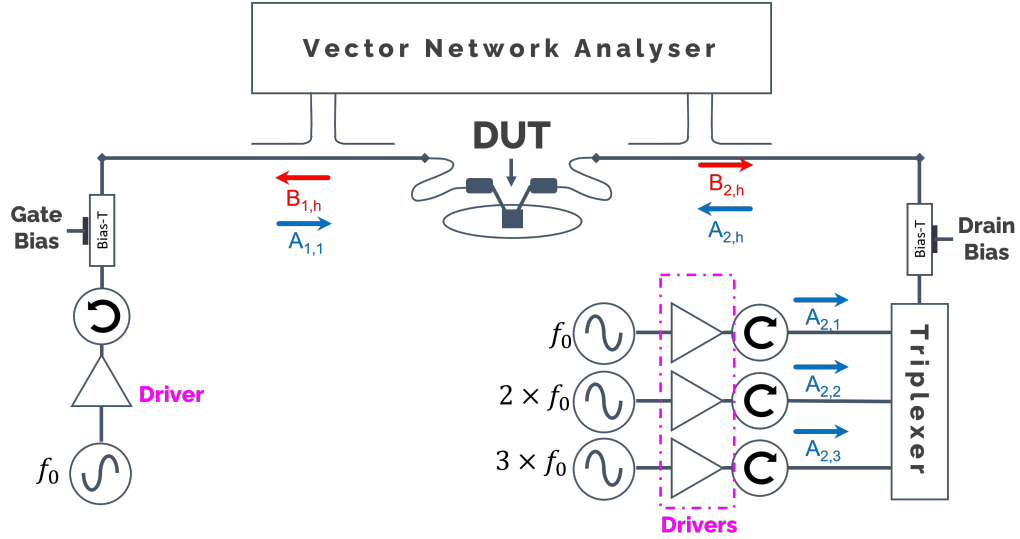 Vector Network Analyser
DUT
B1,h
A1,1
B2,h
A2,h
Gate
Bias
Bias-T
Bias-T
Drain
Bias
f0
A2,1
Driver
2 × f0
A2,2
f0
3 × f0
A2,3
Triplexer
Drivers